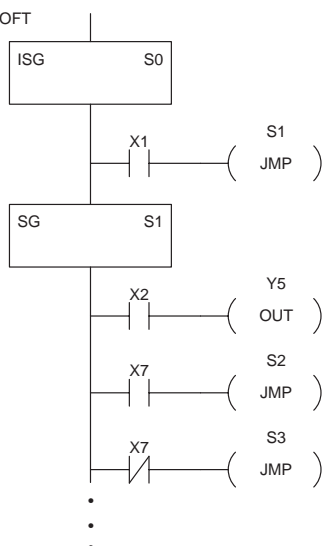 OFT
ISG S0
X1
S1
JMP
SG S1
X2
Y5
OUT
X7
S2
JMP
X7
S3
JMP